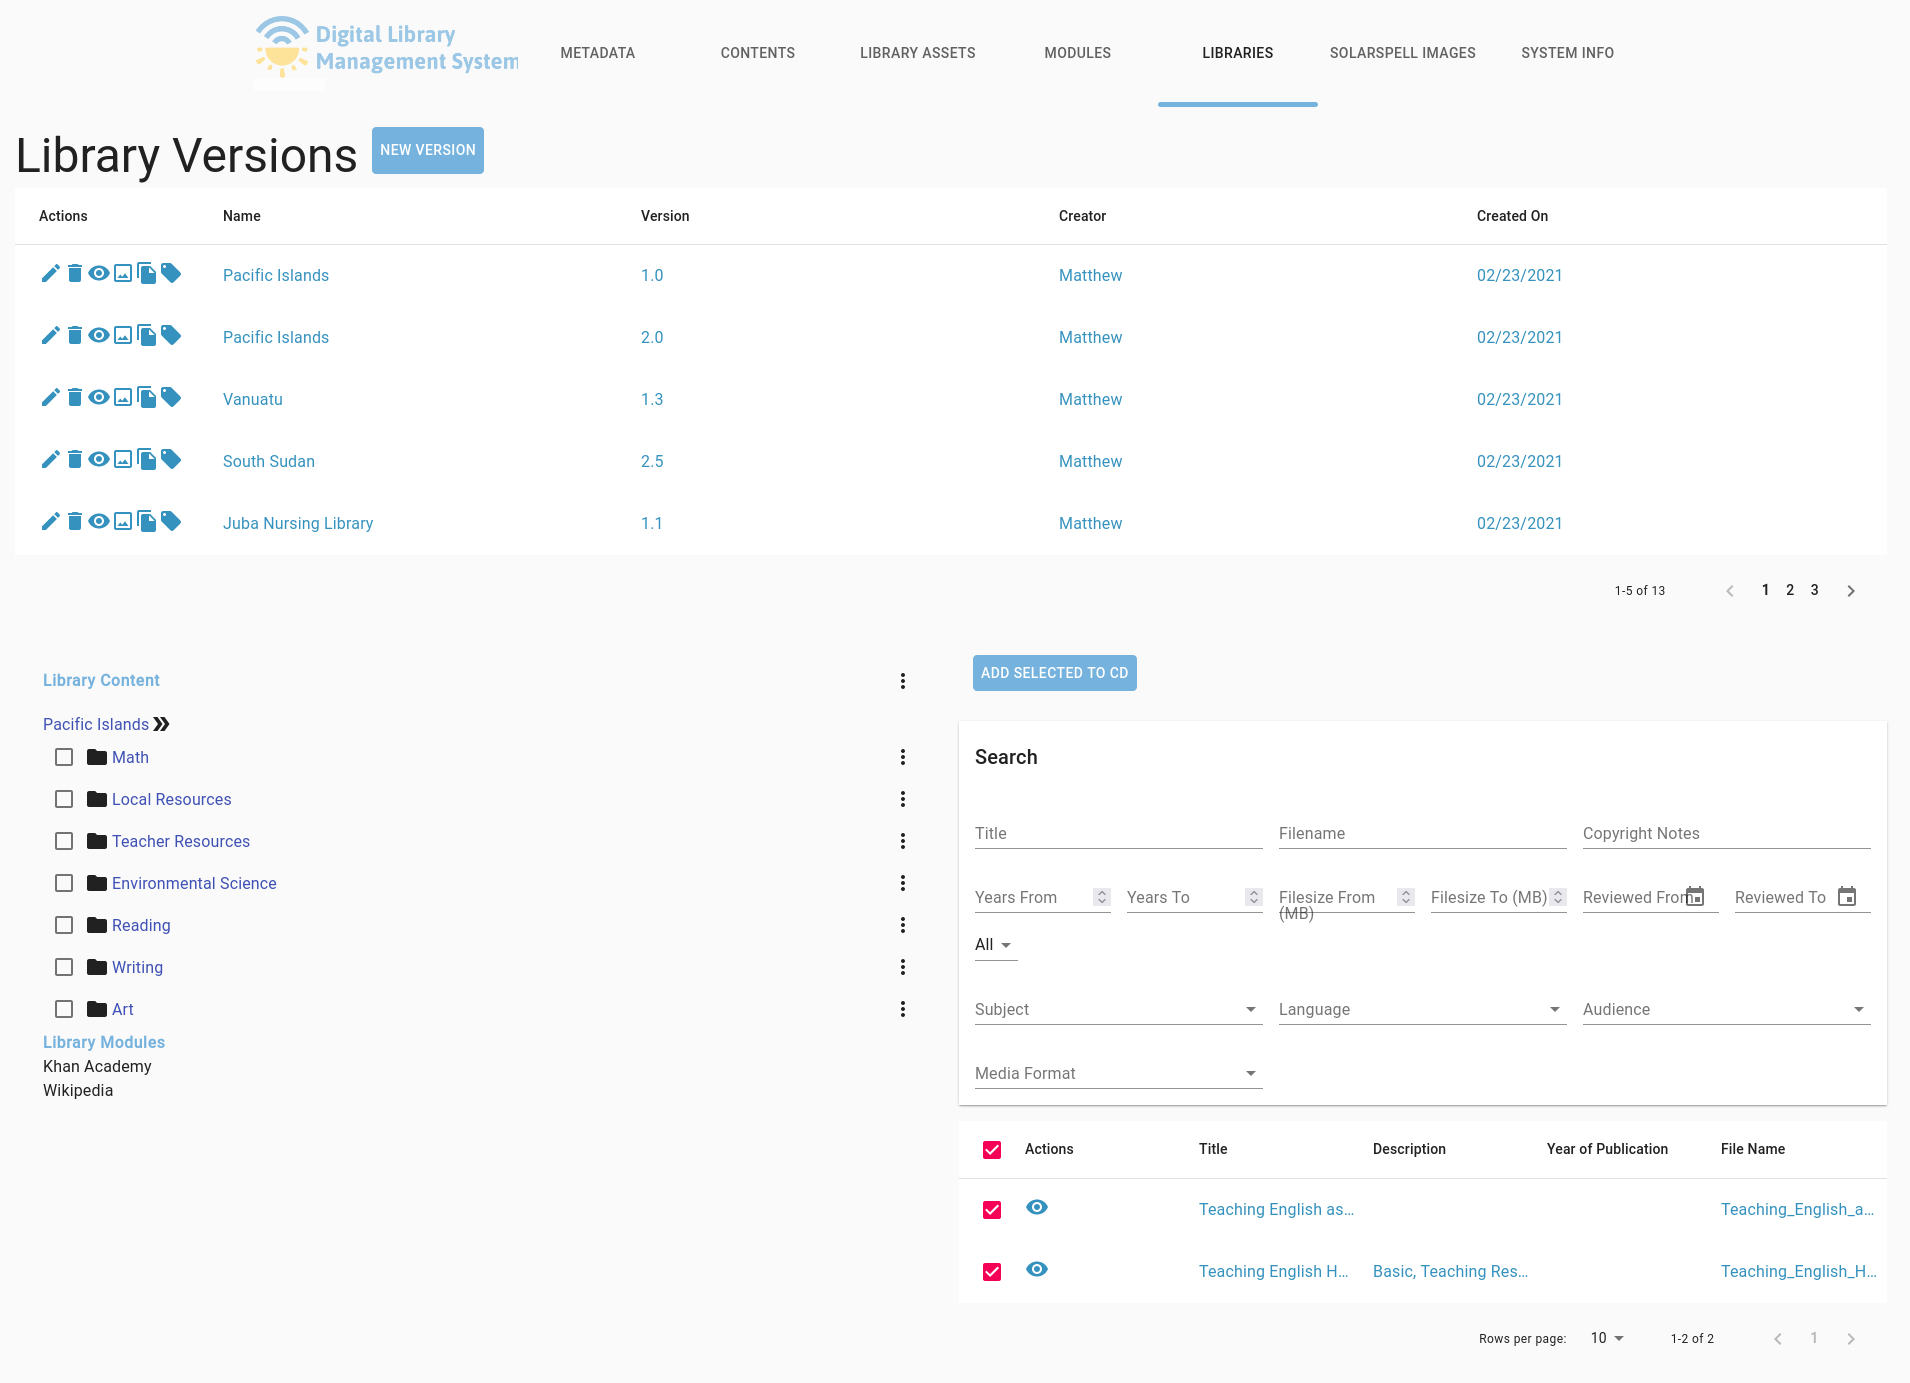 Digital Library
Management System
METADATA CONTENTS LIBRARY ASSETS MODULES LIBRARIES SOLARSPELL IMAGES SYSTEM INFO
Library Versions NEW VERSION
Actions Name Version Creator Created On
Pacific Islands 1.0 Matthew 02/23/2021
Pacific Islands 2.0 Matthew 02/23/2021
Vanuatu 1.3 Matthew 02/23/2021
South Sudan 2.5 Matthew 02/23/2021
Juba Nursing Library 1.1 Matthew 02/23/2021
1-5 of 13 1 2 3
Library Content
Pacific Islands
Math
Local Resources
Teacher Resources
Environmental Science
Reading
Writing
Art
Library Modules
Khan Academy
Wikipedia
ADD SELECTED TO CD
Search
Title Filename Copyright Notes
Years From Years To Filesize From (MB) Filesize To (MB) Reviewed From Reviewed To
All
Subject Language Audience
Media Format
Actions Title Description Year of Publication File Name
Teaching English as... Teaching_English_a...
Teaching English H... Basic, Teaching Res... Teaching_English_H...
Rows per page: 10 1-2 of 2 1